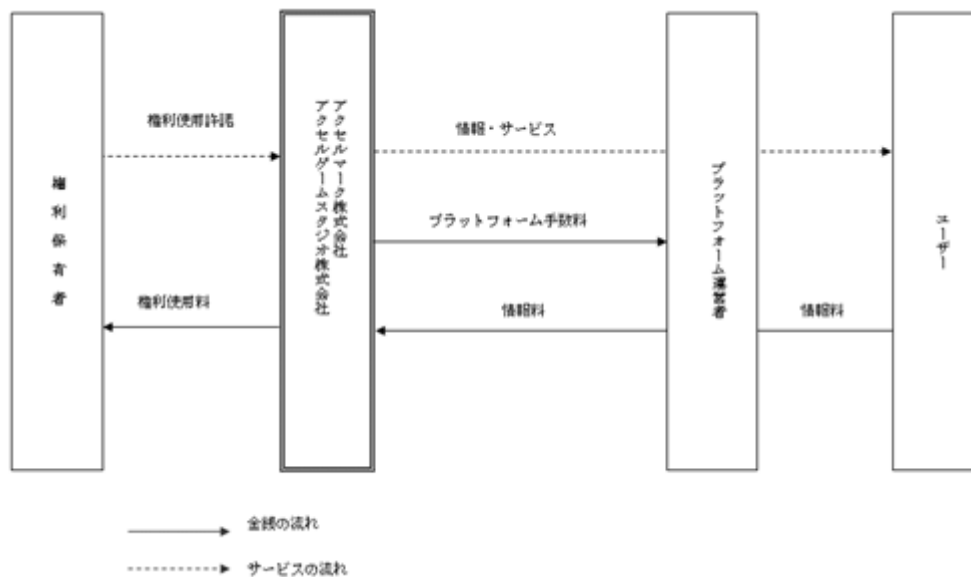 権利保有者
権利使用許諾
権利使用料
アクセルマーク株式会社
アクセルゲームスタジオ株式会社
情報・サービス
プラットフォーム手数料
情報料
プラットフォーム運営者
情報料
ユーザー
金銭の流れ
サービスの流れ